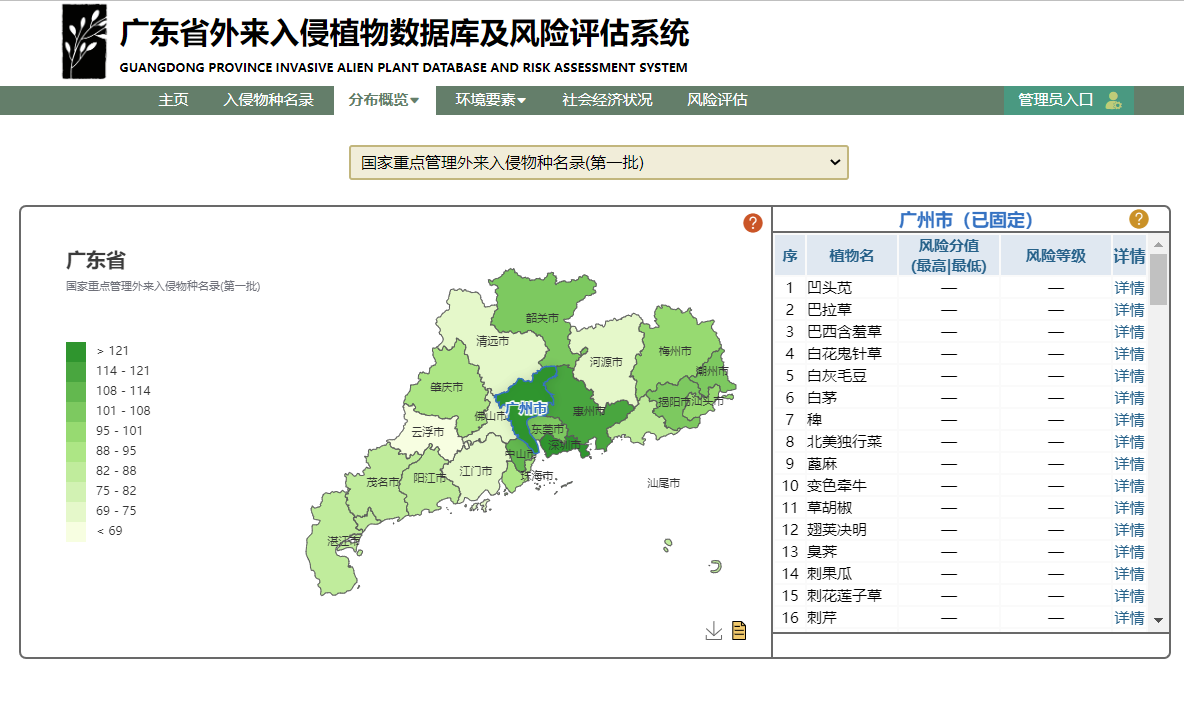 广东省外来入侵植物数据库及风险评估系统
GUANGDONG PROVINCE INVASIVE ALIEN PLANT DATABASE AND RISK ASSESSMENT SYSTEM
主页 入侵物种名录 分布概览▾ 环境要素▾ 社会经济状况 风险评估 管理员入口
国家重点管理外来入侵物种名录(第一批)
广东省
国家重点管理外来入侵物种名录(第一批)
> 121
114 - 121
108 - 114
101 - 108
95 - 101
88 - 95
82 - 88
75 - 82
69 - 75
< 69
韶关市
清远市
河源市
梅州市
潮州市
肇庆市
广州市
惠州市
揭阳市
汕头市
佛山市
东莞市
云浮市
深圳市
中山市
江门市
珠海市
阳江市
茂名市
汕尾市
湛江市
?
广州市（已固定） ?
序 植物名 风险分值 风险等级 详情
(最高|最低)
1 凹头苋 — — 详情
2 巴拉草 — — 详情
3 巴西含羞草 — — 详情
4 白花鬼针草 — — 详情
5 白灰毛豆 — — 详情
6 白茅 — — 详情
7 稗 — — 详情
8 北美独行菜 — — 详情
9 蓖麻 — — 详情
10 变色牵牛 — — 详情
11 草胡椒 — — 详情
12 翅荚决明 — — 详情
13 臭荠 — — 详情
14 刺果瓜 — — 详情
15 刺花莲子草 — — 详情
16 刺芹 — — 详情